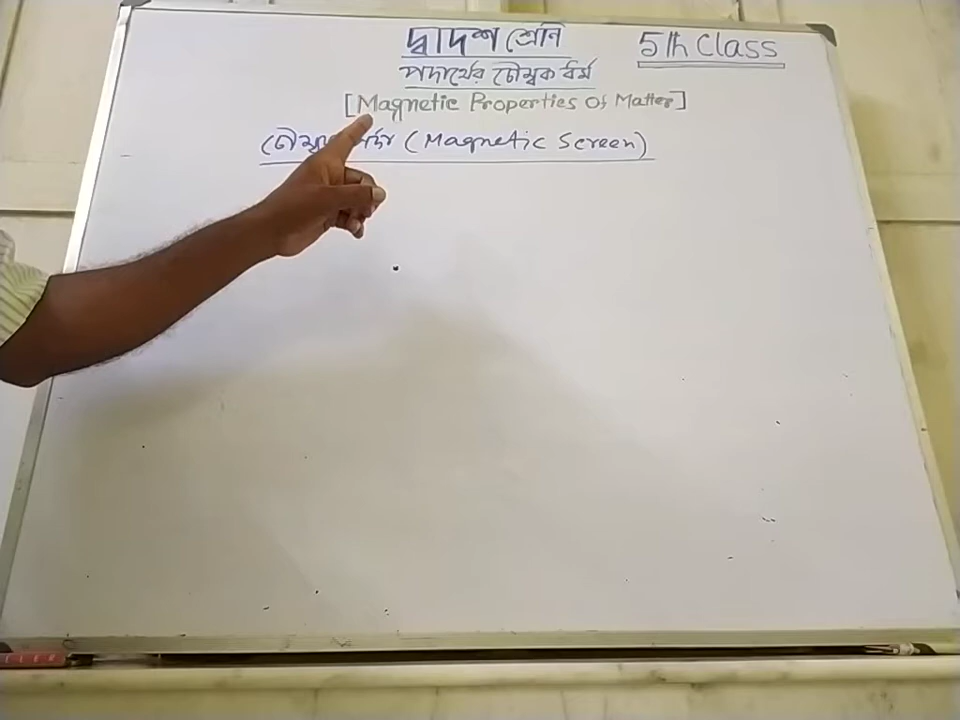 দ্বাদশ শ্রেণি
5th Class
পদার্থের চৌম্বক ধর্ম
[Magnetic Properties Of Matter]
(Magnetic Screen)